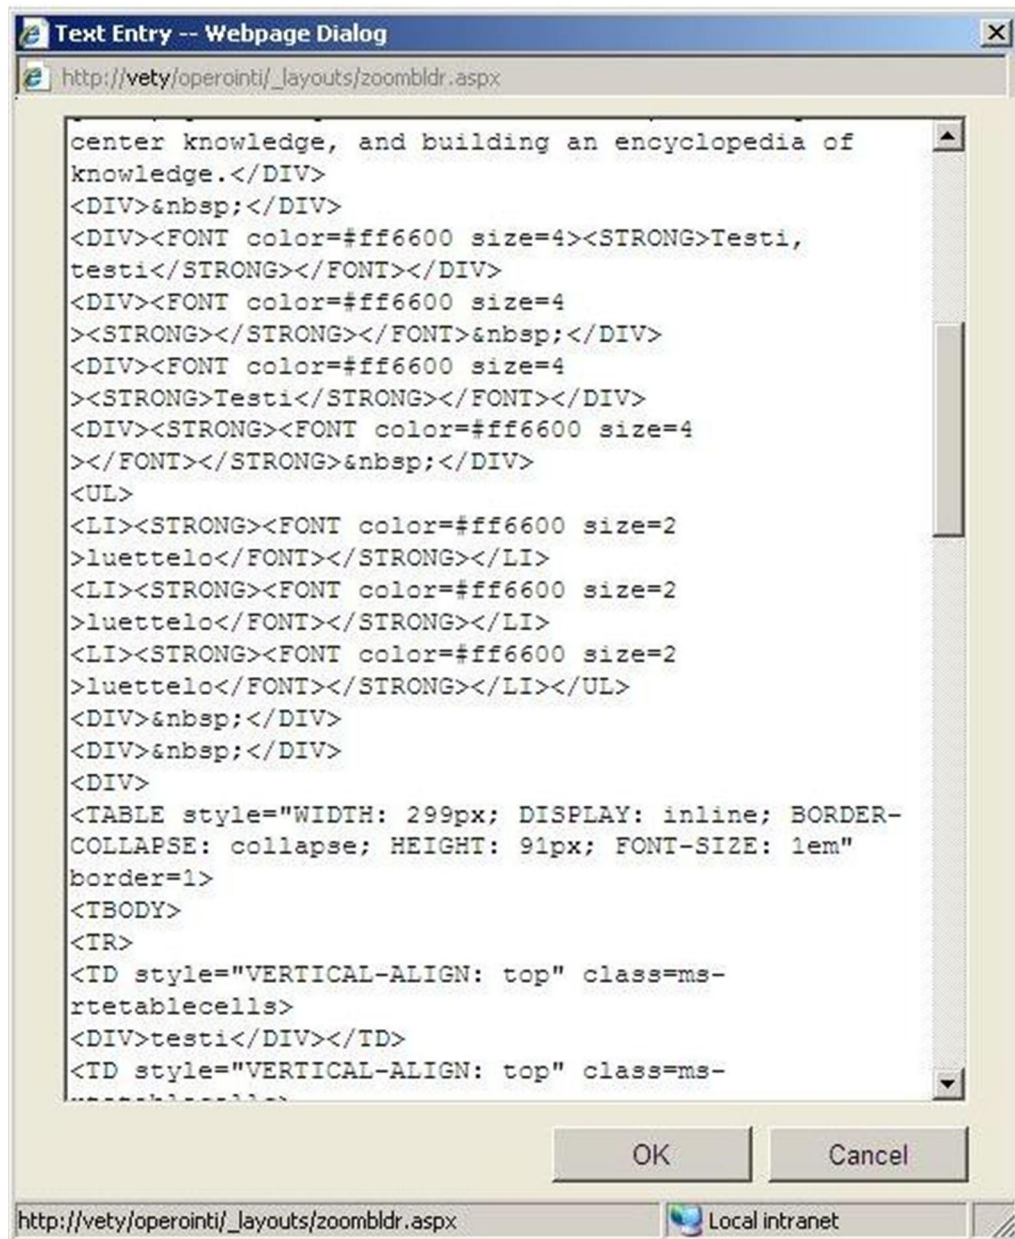 Text Entry -- Webpage Dialog
http://vety/operointi/_layouts/zoombldr.aspx
center knowledge, and building an encyclopedia of
knowledge.</DIV>
<DIV>&nbsp;</DIV>
<DIV><FONT color=#ff6600 size=4><STRONG>Testi,
testi</STRONG></FONT></DIV>
<DIV><FONT color=#ff6600 size=4
><STRONG></STRONG></FONT>&nbsp;</DIV>
<DIV><FONT color=#ff6600 size=4
><STRONG>Testi</STRONG></FONT></DIV>
<DIV><STRONG><FONT color=#ff6600 size=4
></FONT></STRONG>&nbsp;</DIV>
<UL>
<LI><STRONG><FONT color=#ff6600 size=2
>luettelo</FONT></STRONG></LI>
<LI><STRONG><FONT color=#ff6600 size=2
>luettelo</FONT></STRONG></LI>
<LI><STRONG><FONT color=#ff6600 size=2
>luettelo</FONT></STRONG></LI></UL>
<DIV>&nbsp;</DIV>
<DIV>&nbsp;</DIV>
<DIV>
<TABLE style="WIDTH: 299px; DISPLAY: inline; BORDER-
COLLAPSE: collapse; HEIGHT: 91px; FONT-SIZE: 1em"
border=1>
<TBODY>
<TR>
<TD style="VERTICAL-ALIGN: top" class=ms-
rtetablecells>
<DIV>testi</DIV></TD>
<TD style="VERTICAL-ALIGN: top" class=ms-
OK Cancel
http://vety/operointi/_layouts/zoombldr.aspx Local intranet